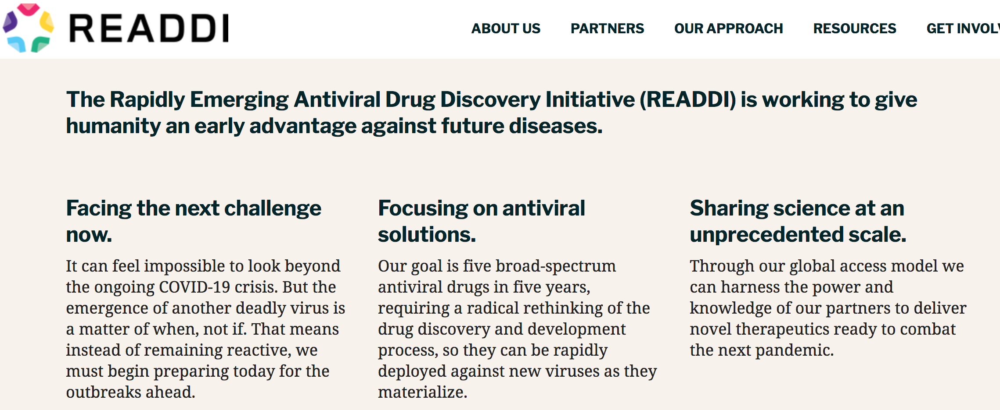 READDI
ABOUT US
PARTNERS
OUR APPROACH
RESOURCES
GET INVOLV
The Rapidly Emerging Antiviral Drug Discovery Initiative (READDI) is working to give
humanity an early advantage against future diseases.
Facing the next challenge
now.
It can feel impossible to look beyond
the ongoing COVID-19 crisis. But the
emergence of another deadly virus is
a matter of when, not if. That means
instead of remaining reactive, we
must begin preparing today for the
outbreaks ahead.
Focusing on antiviral
solutions.
Our goal is five broad-spectrum
antiviral drugs in five years,
requiring a radical rethinking of the
drug discovery and development
process, so they can be rapidly
deployed against new viruses as they
materialize.
Sharing science at an
unprecedented scale.
Through our global access model we
can harness the power and
knowledge of our partners to deliver
novel therapeutics ready to combat
the next pandemic.